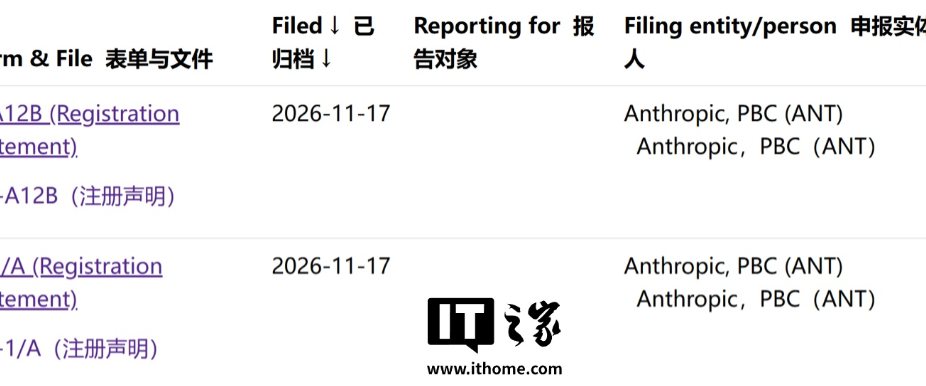 Filed↓ 已 Reporting for 报 Filing entity/person 申报实体
rm & File 表单与文件 归档↓ 告对象 人
A12B (Registration 2026-11-17 Anthropic, PBC (ANT)
tement) Anthropic，PBC（ANT）
-A12B（注册声明）
/A (Registration 2026-11-17 Anthropic, PBC (ANT)
tement) Anthropic，PBC（ANT）
-1/A（注册声明）
IT之家
www.ithome.com